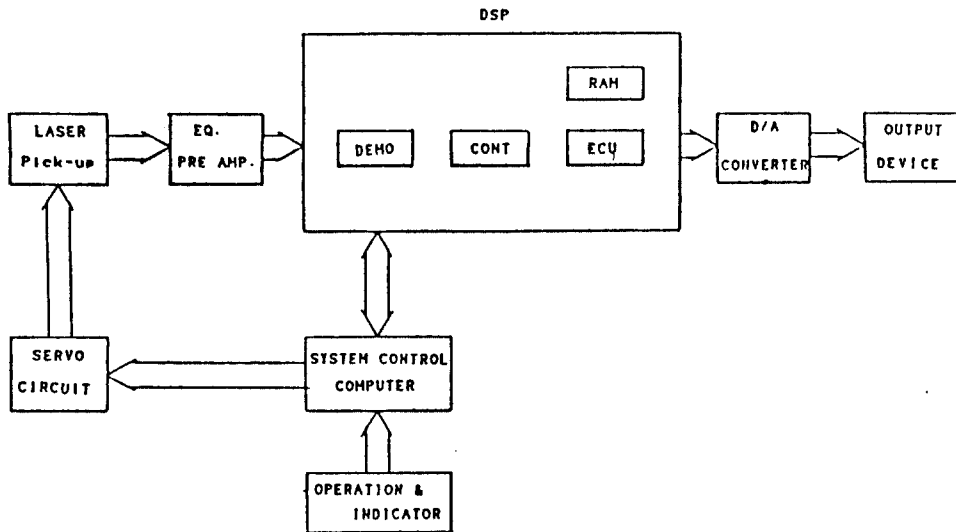 DSP
RAM
LASER
Pick-up
EQ.
PRE AMP.
DEMO
CONT
ECU
D/A
CONVERTER
OUTPUT
DEVICE
SERVO
CIRCUIT
SYSTEM CONTROL
COMPUTER
OPERATION &
INDICATOR